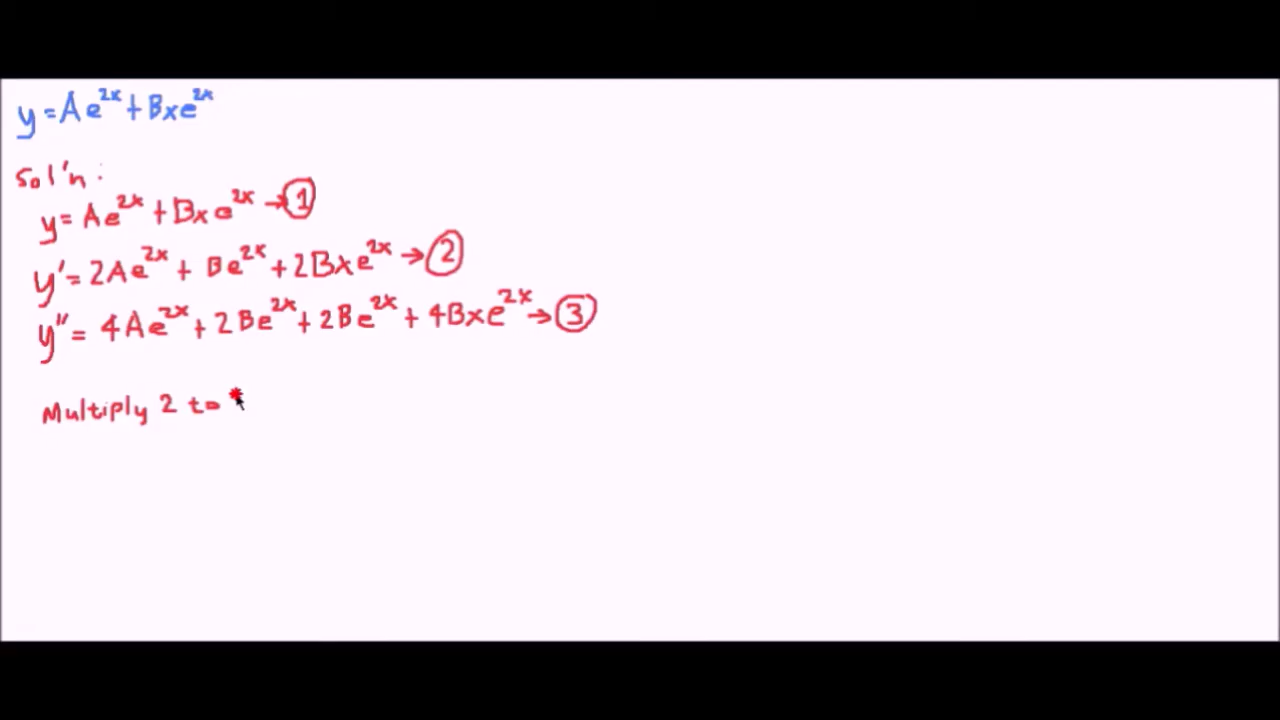 y = Ae^{2x} + Bxe^{2x}
Sol'n :
y = Ae^{2x} + Bxe^{2x} → ①
y' = 2Ae^{2x} + Be^{2x} + 2Bxe^{2x} → ②
y'' = 4Ae^{2x} + 2Be^{2x} + 2Be^{2x} + 4Bxe^{2x} → ③
Multiply 2 to